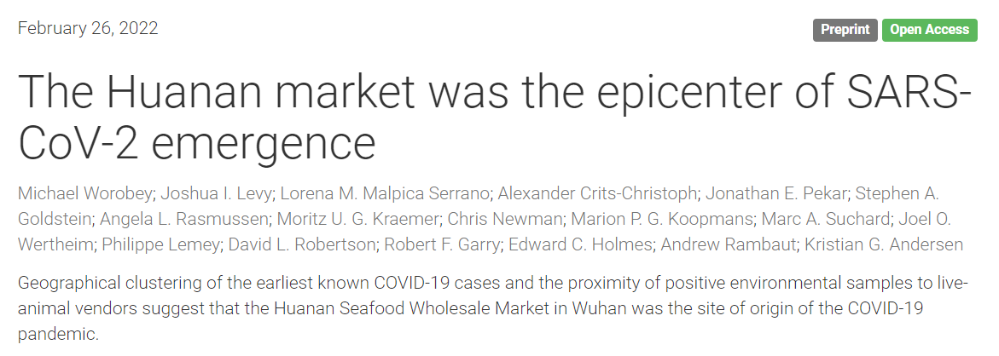 February 26, 2022
Preprint
Open Access
The Huanan market was the epicenter of SARS-
CoV-2 emergence
Michael Worobey; Joshua I. Levy; Lorena M. Malpica Serrano; Alexander Crits-Christoph; Jonathan E. Pekar; Stephen A.
Goldstein; Angela L. Rasmussen; Moritz U. G. Kraemer; Chris Newman; Marion P. G. Koopmans; Marc A. Suchard; Joel O.
Wertheim; Philippe Lemey; David L. Robertson; Robert F. Garry; Edward C. Holmes; Andrew Rambaut; Kristian G. Andersen
Geographical clustering of the earliest known COVID-19 cases and the proximity of positive environmental samples to live-
animal vendors suggest that the Huanan Seafood Wholesale Market in Wuhan was the site of origin of the COVID-19
pandemic.